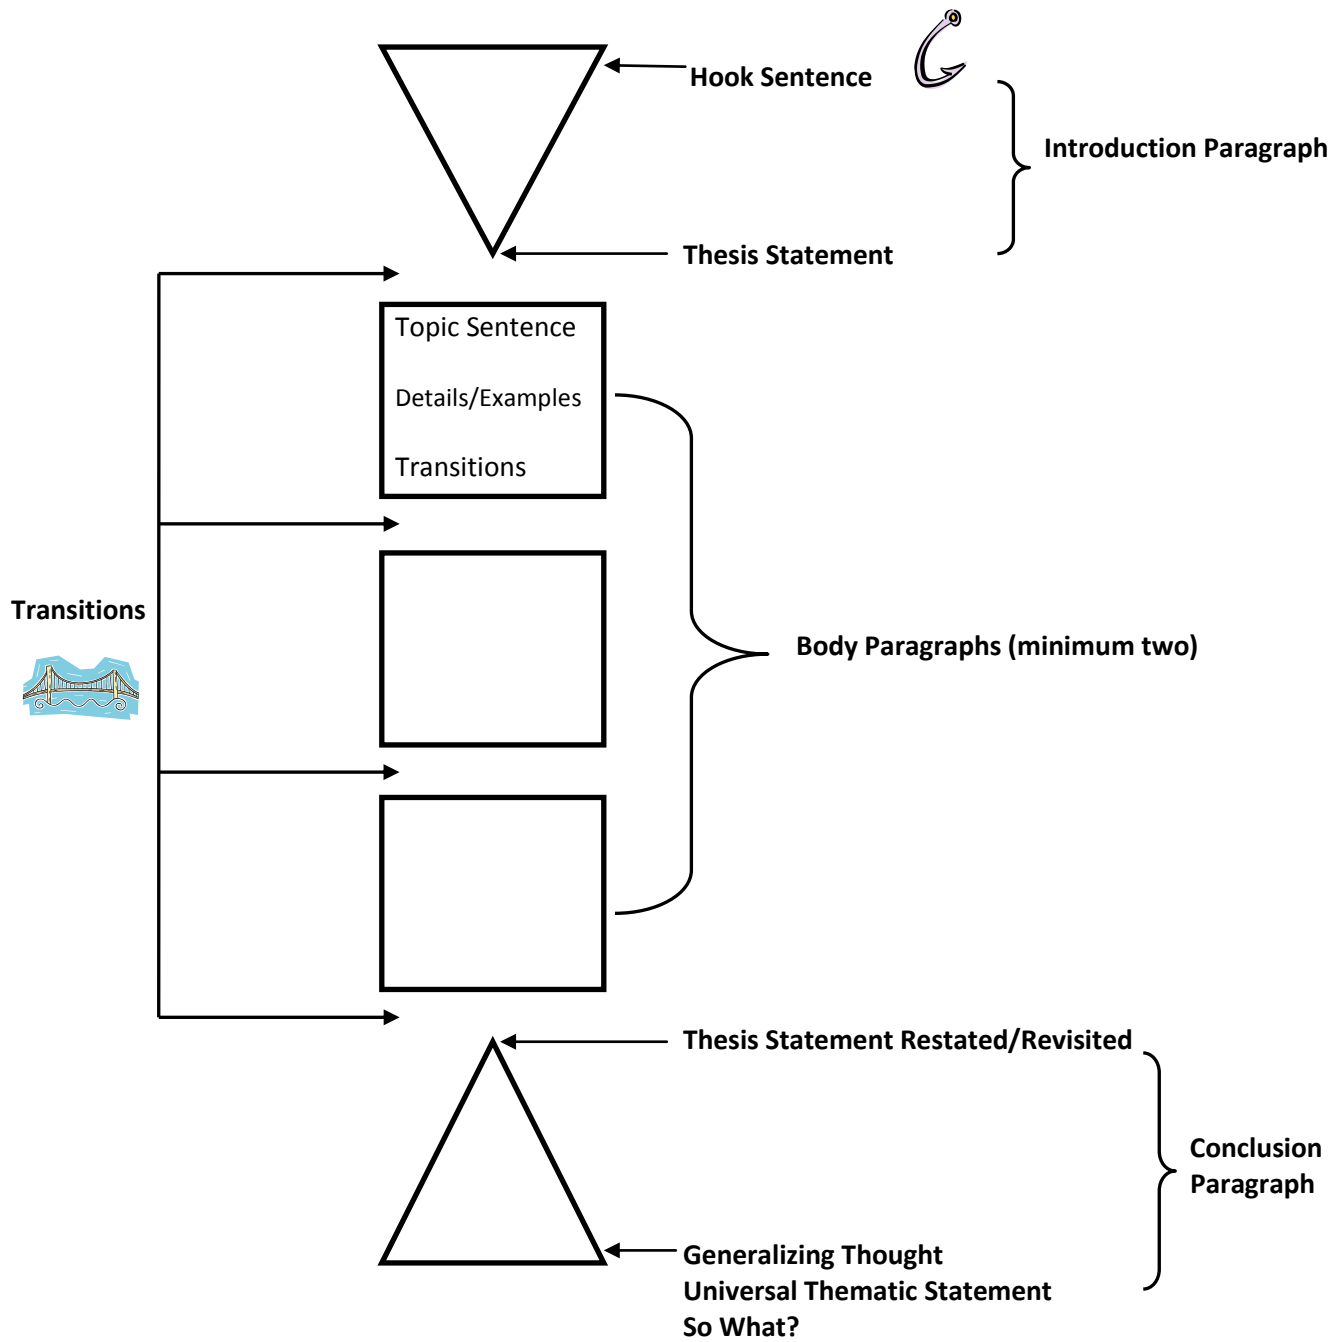 Hook Sentence
Introduction Paragraph
Thesis Statement
Topic Sentence
Details/Examples
Transitions
Transitions
Body Paragraphs (minimum two)
Thesis Statement Restated/Revisited
Conclusion
Paragraph
Generalizing Thought
Universal Thematic Statement
So What?